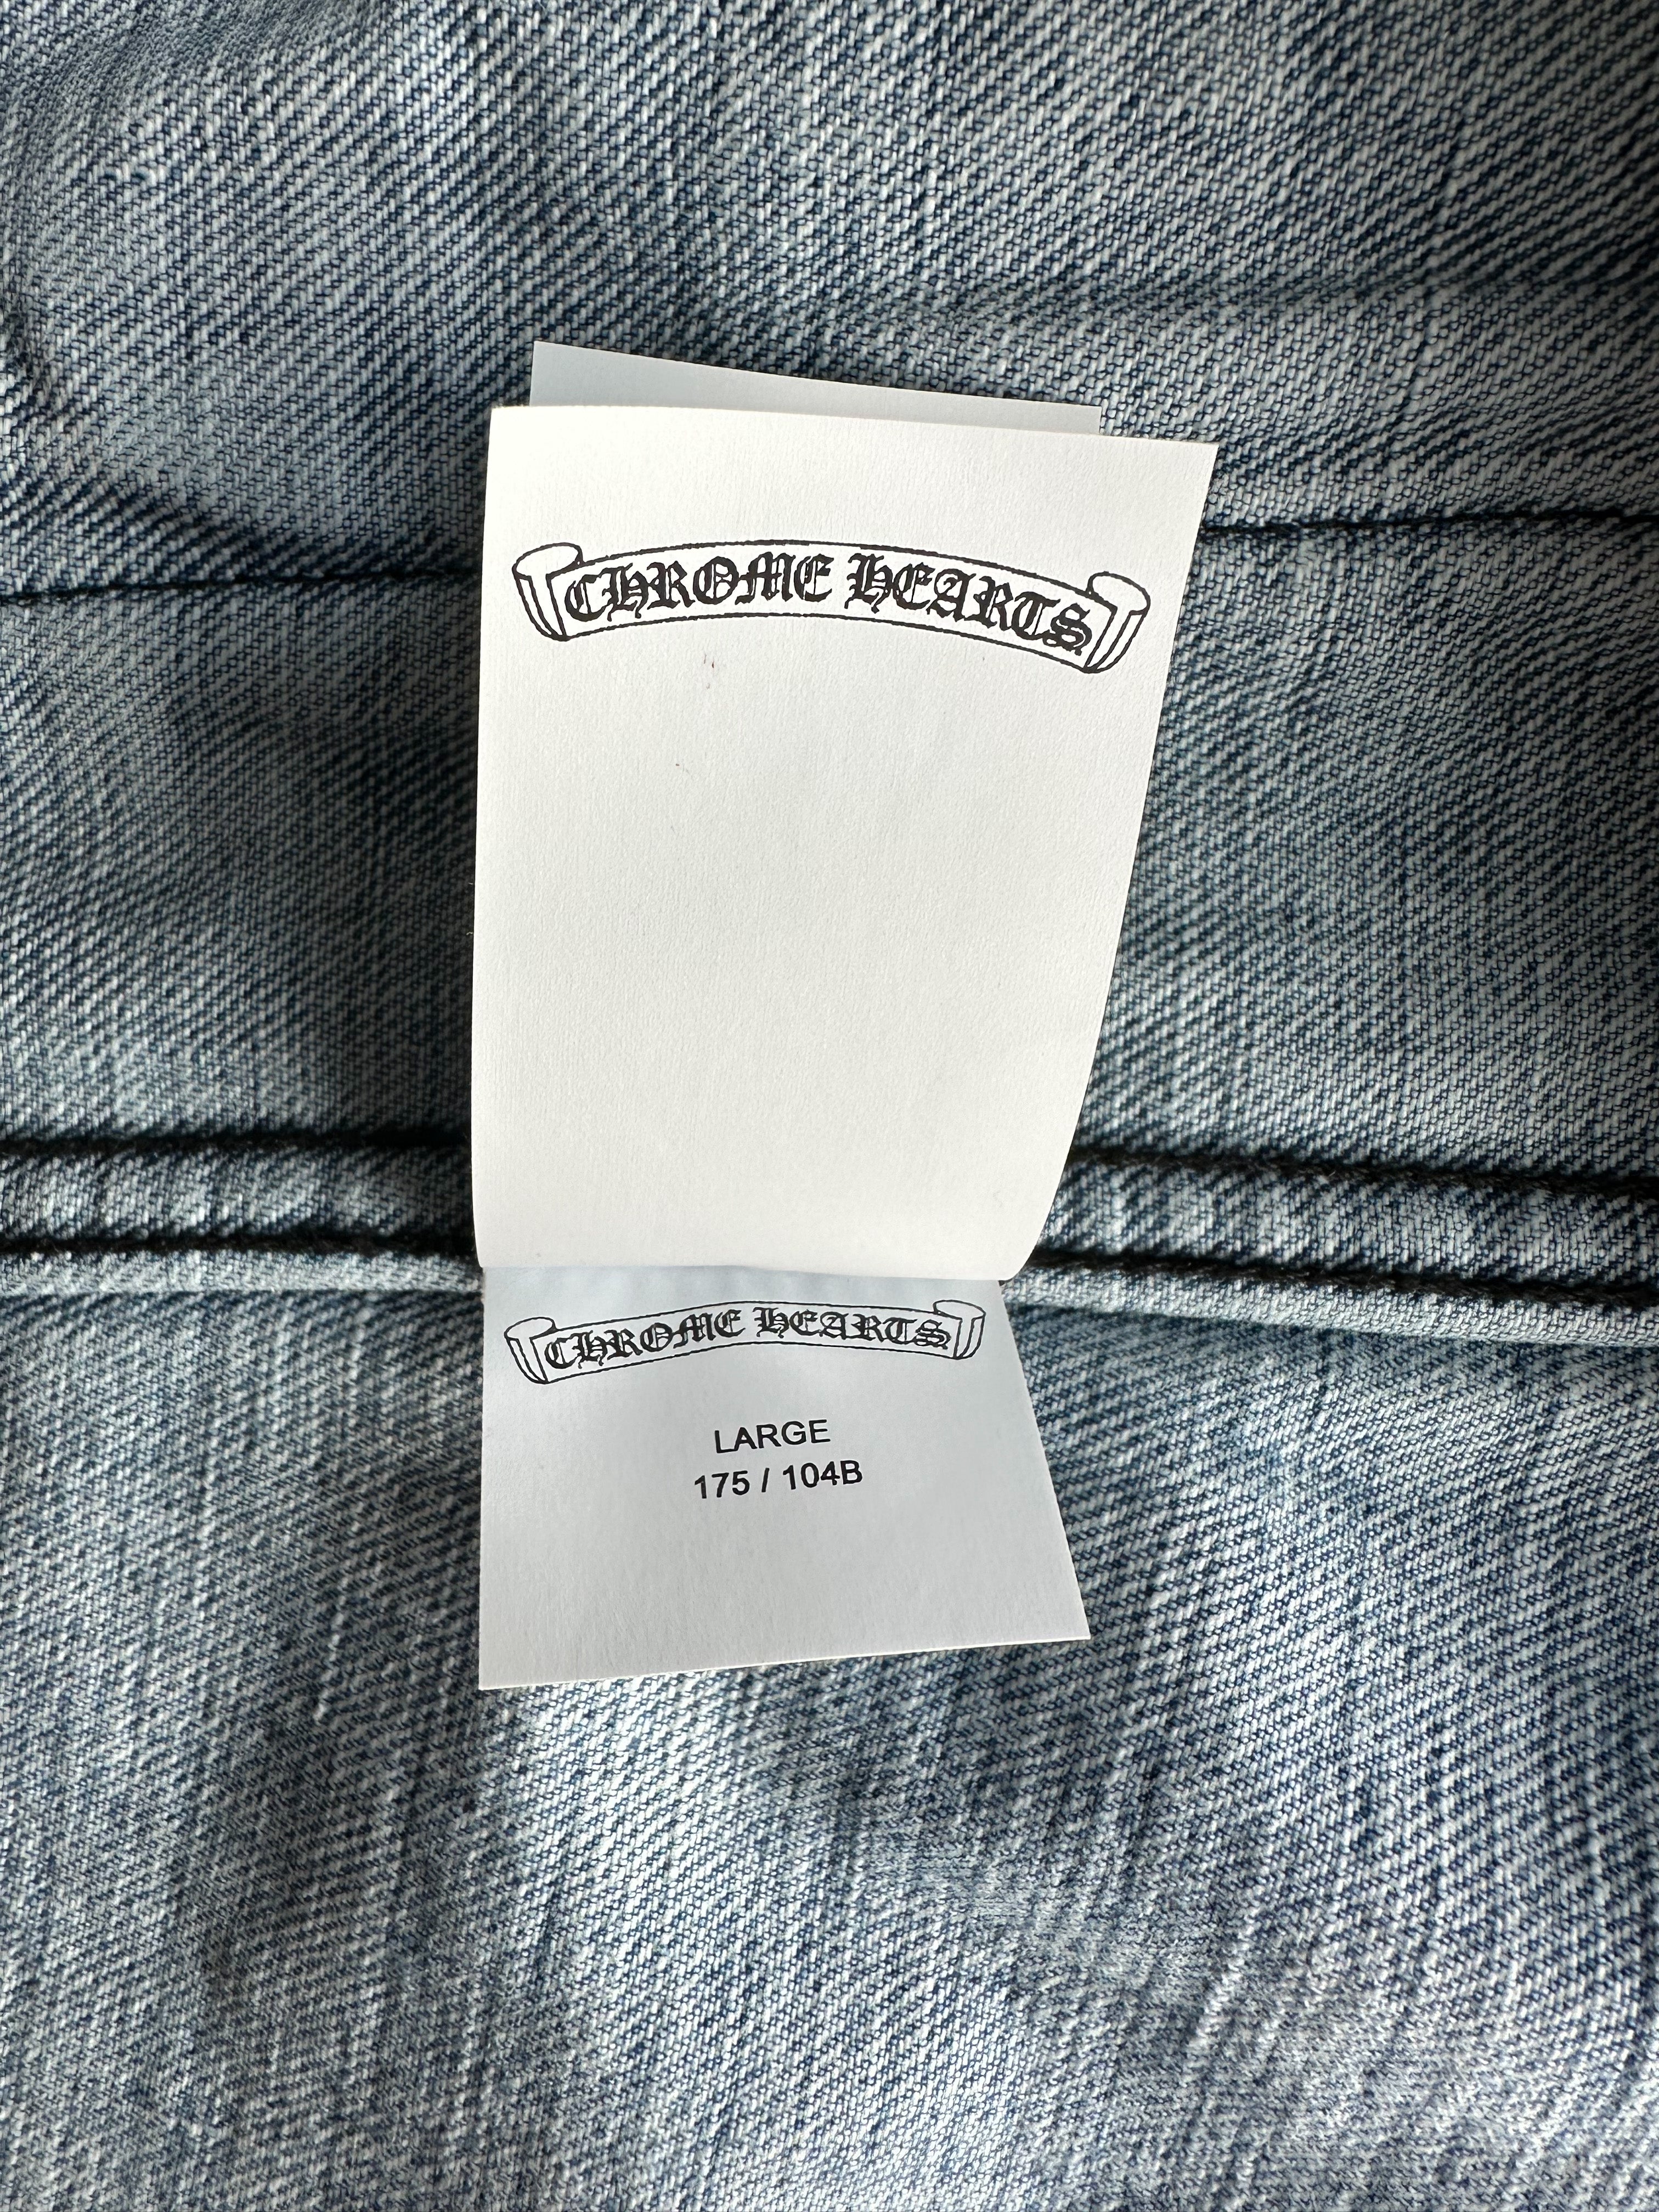 CHROME HEARTS
CHROME HEARTS
LARGE
175 / 104B